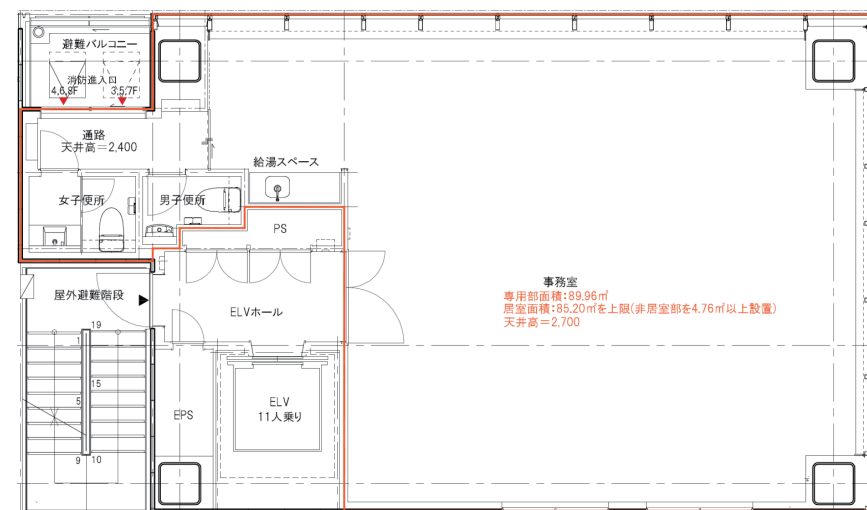 避難バルコニー
消防進入口
4,6,8F
3,5,7F
通路
天井高＝2,400
給湯スペース
女子便所
男子便所
PS
屋外避難階段
ELVホール
事務室
専用部面積：89.96㎡
居室面積：85.20㎡を上限(非居室部を4.76㎡以上設置)
天井高＝2,700
19
1
15
5
9
10
EPS
ELV
11人乗り